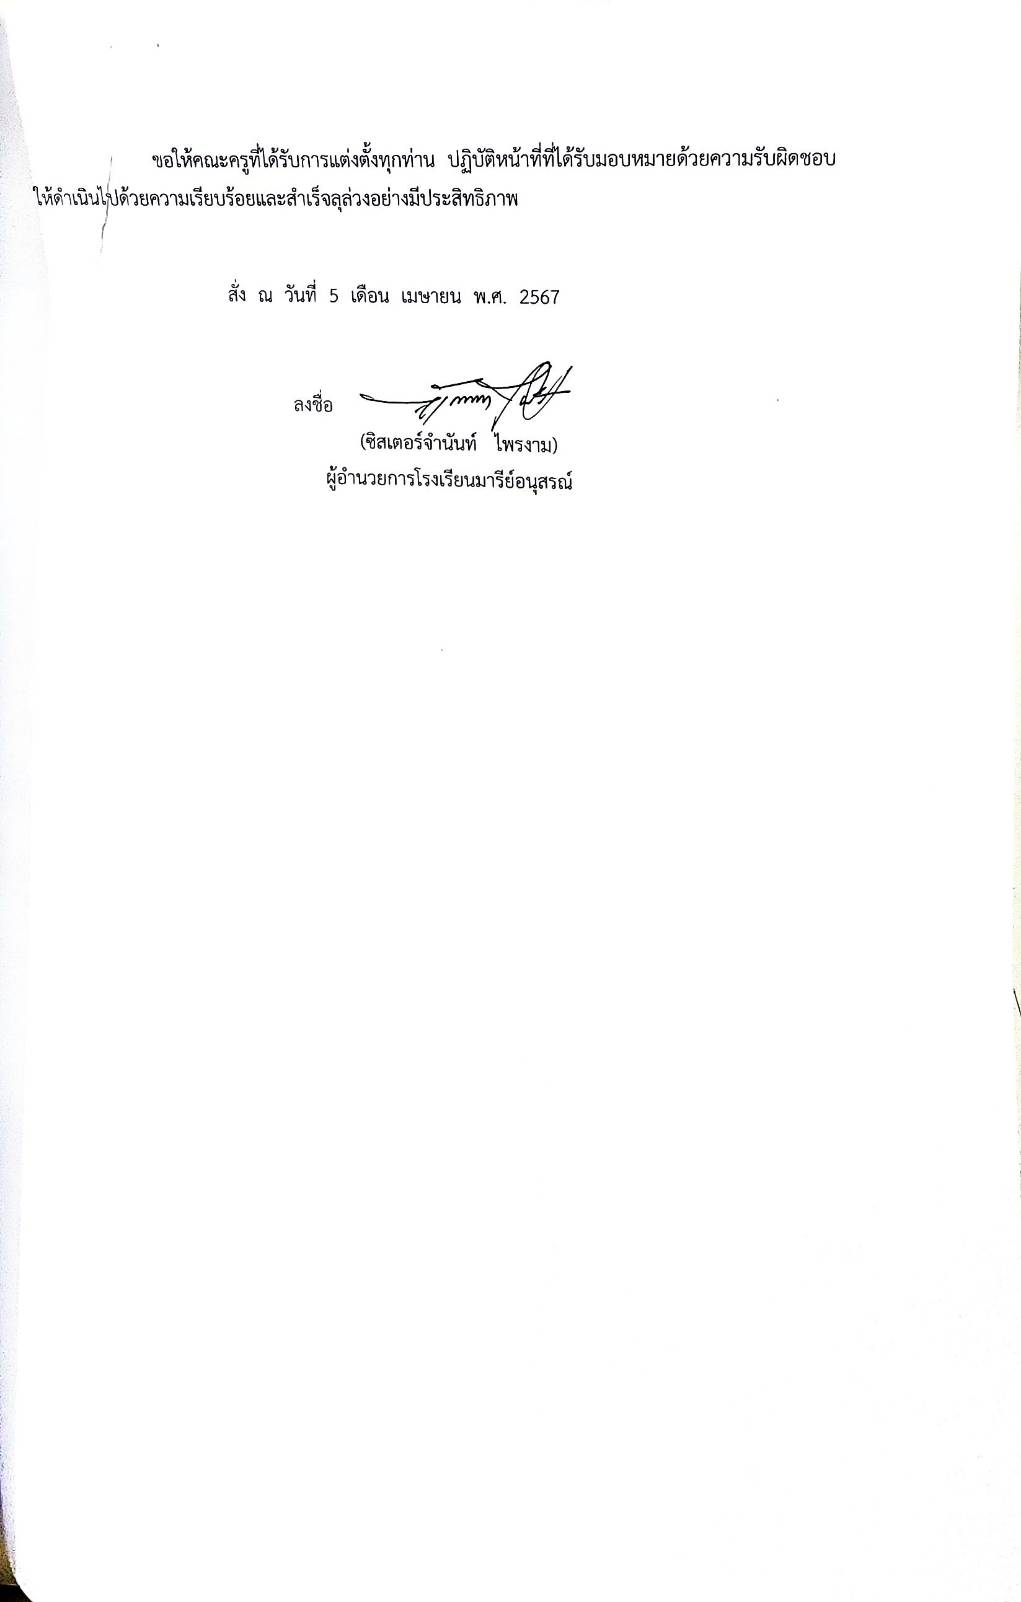 ขอให้คณะครูที่ได้รับการแต่งตั้งทุกท่าน ปฏิบัติหน้าที่ที่ได้รับมอบหมายด้วยความรับผิดชอบ
ให้ดำเนินไปด้วยความเรียบร้อยและสำเร็จลุล่วงอย่างมีประสิทธิภาพ
สั่ง ณ วันที่ 5 เดือน เมษายน พ.ศ. 2567
ลงชื่อ
(ซิสเตอร์จำนันท์ ไพรงาม)
ผู้อำนวยการโรงเรียนมารีย์อนุสรณ์